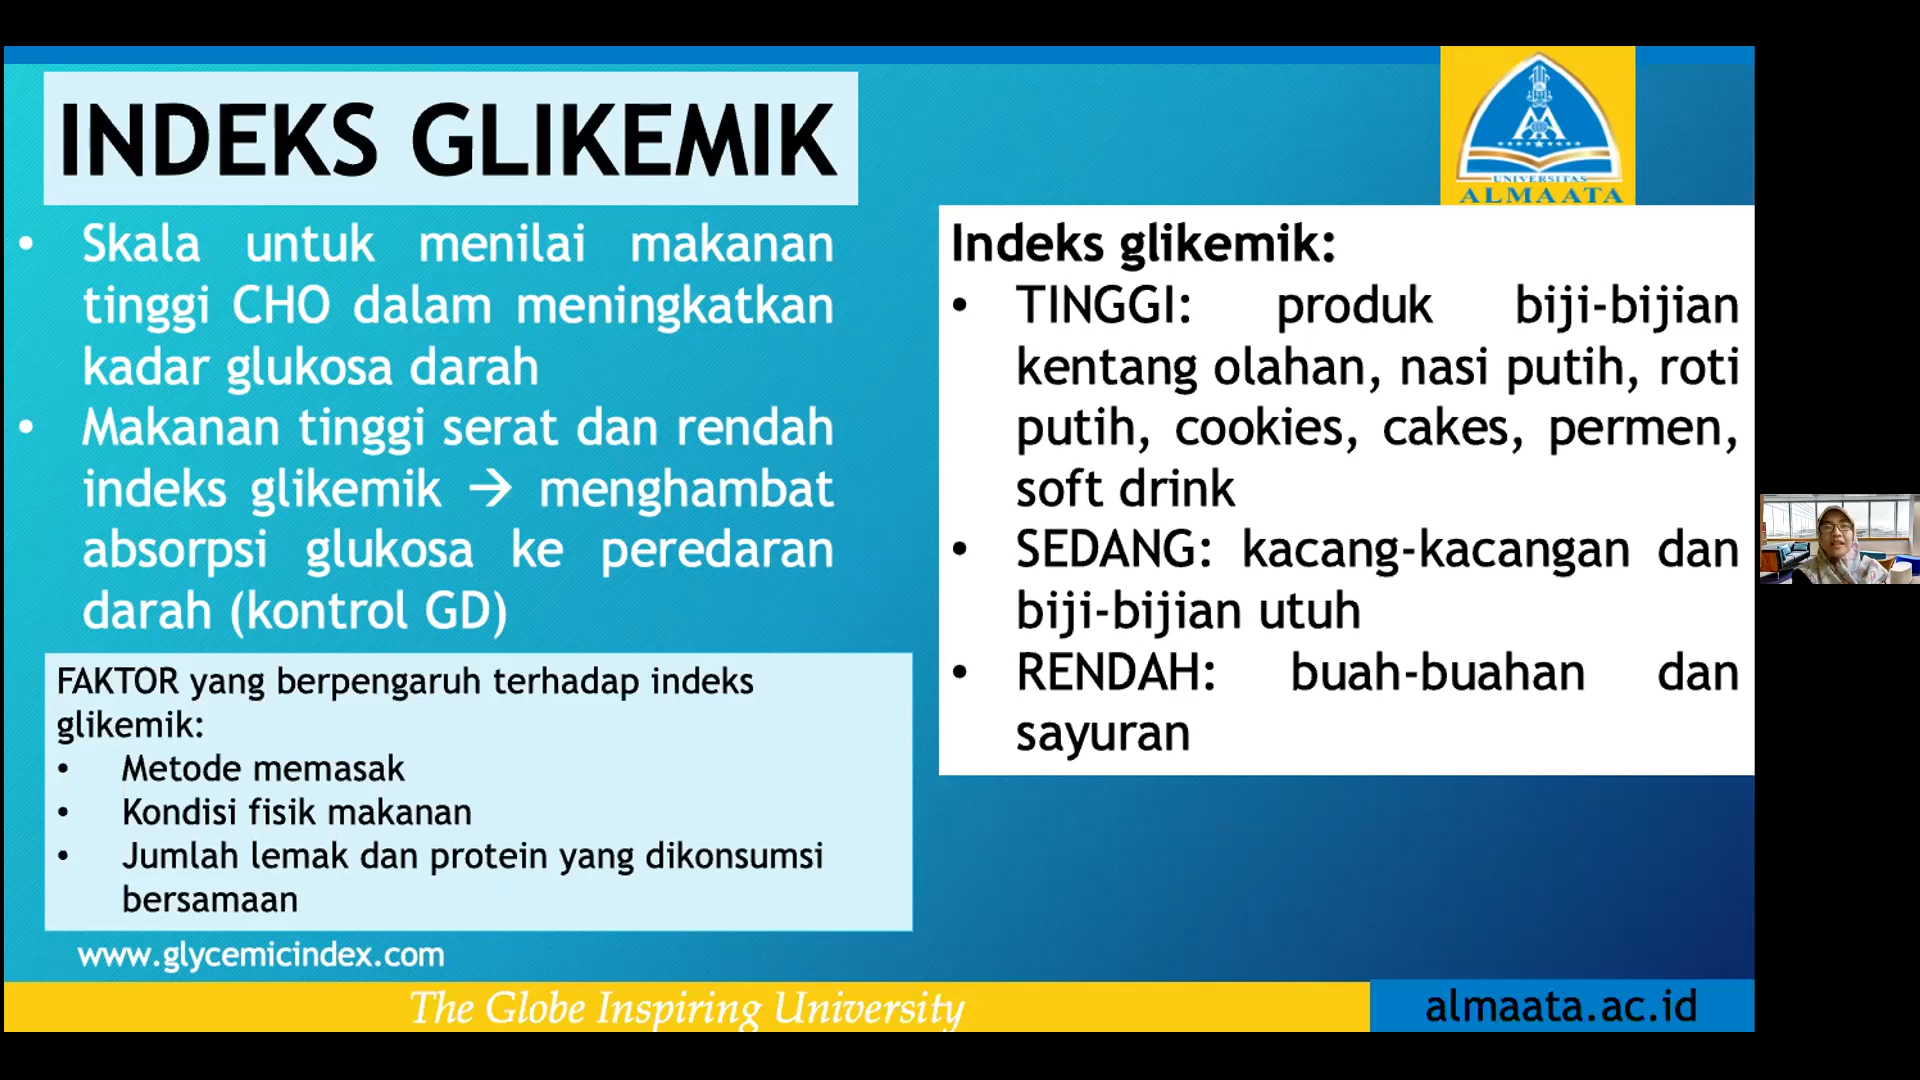 INDEKS GLIKEMIK
• Skala untuk menilai makanan
tinggi CHO dalam meningkatkan
kadar glukosa darah
• Makanan tinggi serat dan rendah
indeks glikemik → menghambat
absorpsi glukosa ke peredaran
darah (kontrol GD)
FAKTOR yang berpengaruh terhadap indeks
glikemik:
• Metode memasak
• Kondisi fisik makanan
• Jumlah lemak dan protein yang dikonsumsi
bersamaan
www.glycemicindex.com
UNIVERSITAS
ALMAATA
Indeks glikemik:
• TINGGI: produk biji-bijian
kentang olahan, nasi putih, roti
putih, cookies, cakes, permen,
soft drink
• SEDANG: kacang-kacangan dan
biji-bijian utuh
• RENDAH: buah-buahan dan
sayuran
The Globe Inspiring University
almaata.ac.id